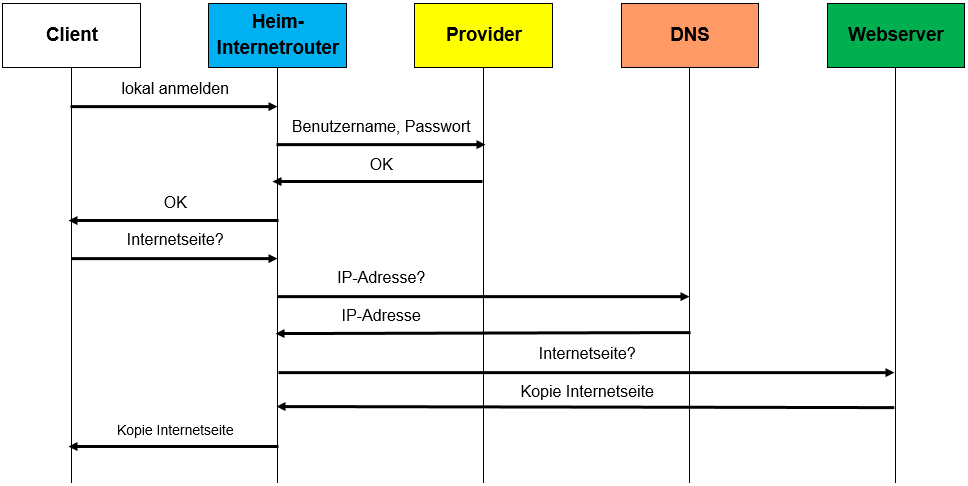 Client
Heim-
Internetrouter
Provider
DNS
Webserver
lokal anmelden
Benutzername, Passwort
OK
OK
Internetseite?
IP-Adresse?
IP-Adresse
Internetseite?
Kopie Internetseite
Kopie Internetseite